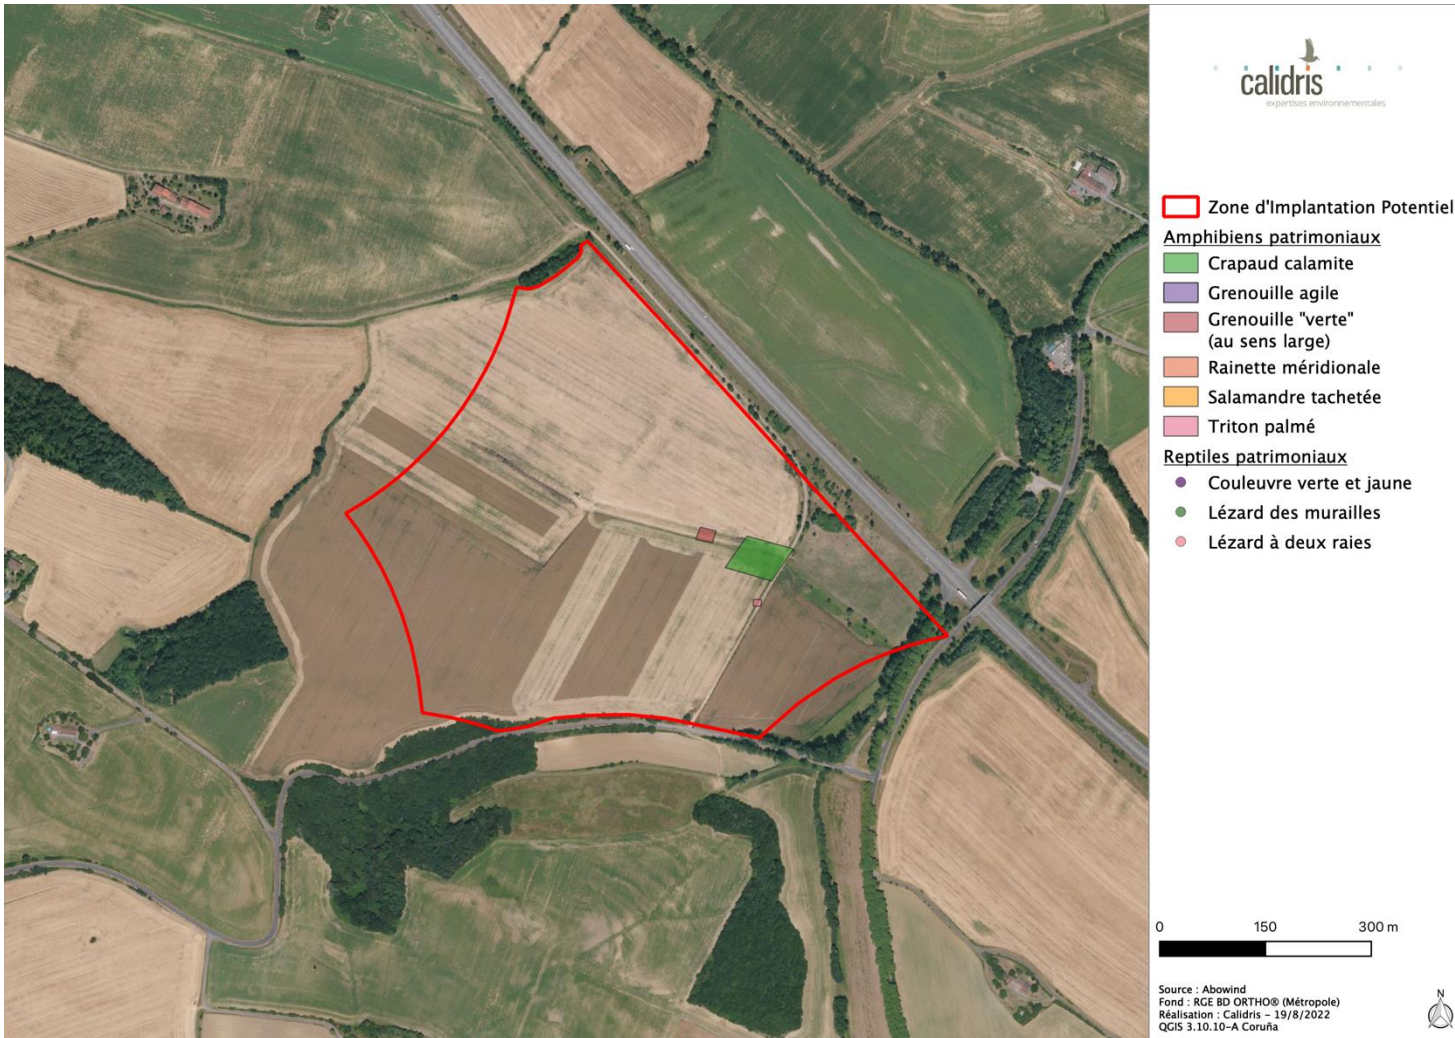 calidris
expertises environnementales
Zone d'Implantation Potentiel
Amphibiens patrimoniaux
Crapaud calamite
Grenouille agile
Grenouille "verte"
(au sens large)
Rainette méridionale
Salamandre tachetée
Triton palmé
Reptiles patrimoniaux
Couleuvre verte et jaune
Lézard des murailles
Lézard à deux raies
0 150 300 m
Source : Abowind
Fond : RGE BD ORTHO® (Métropole)
Réalisation : Calidris - 19/8/2022
QGIS 3.10.10-A Coruña
N